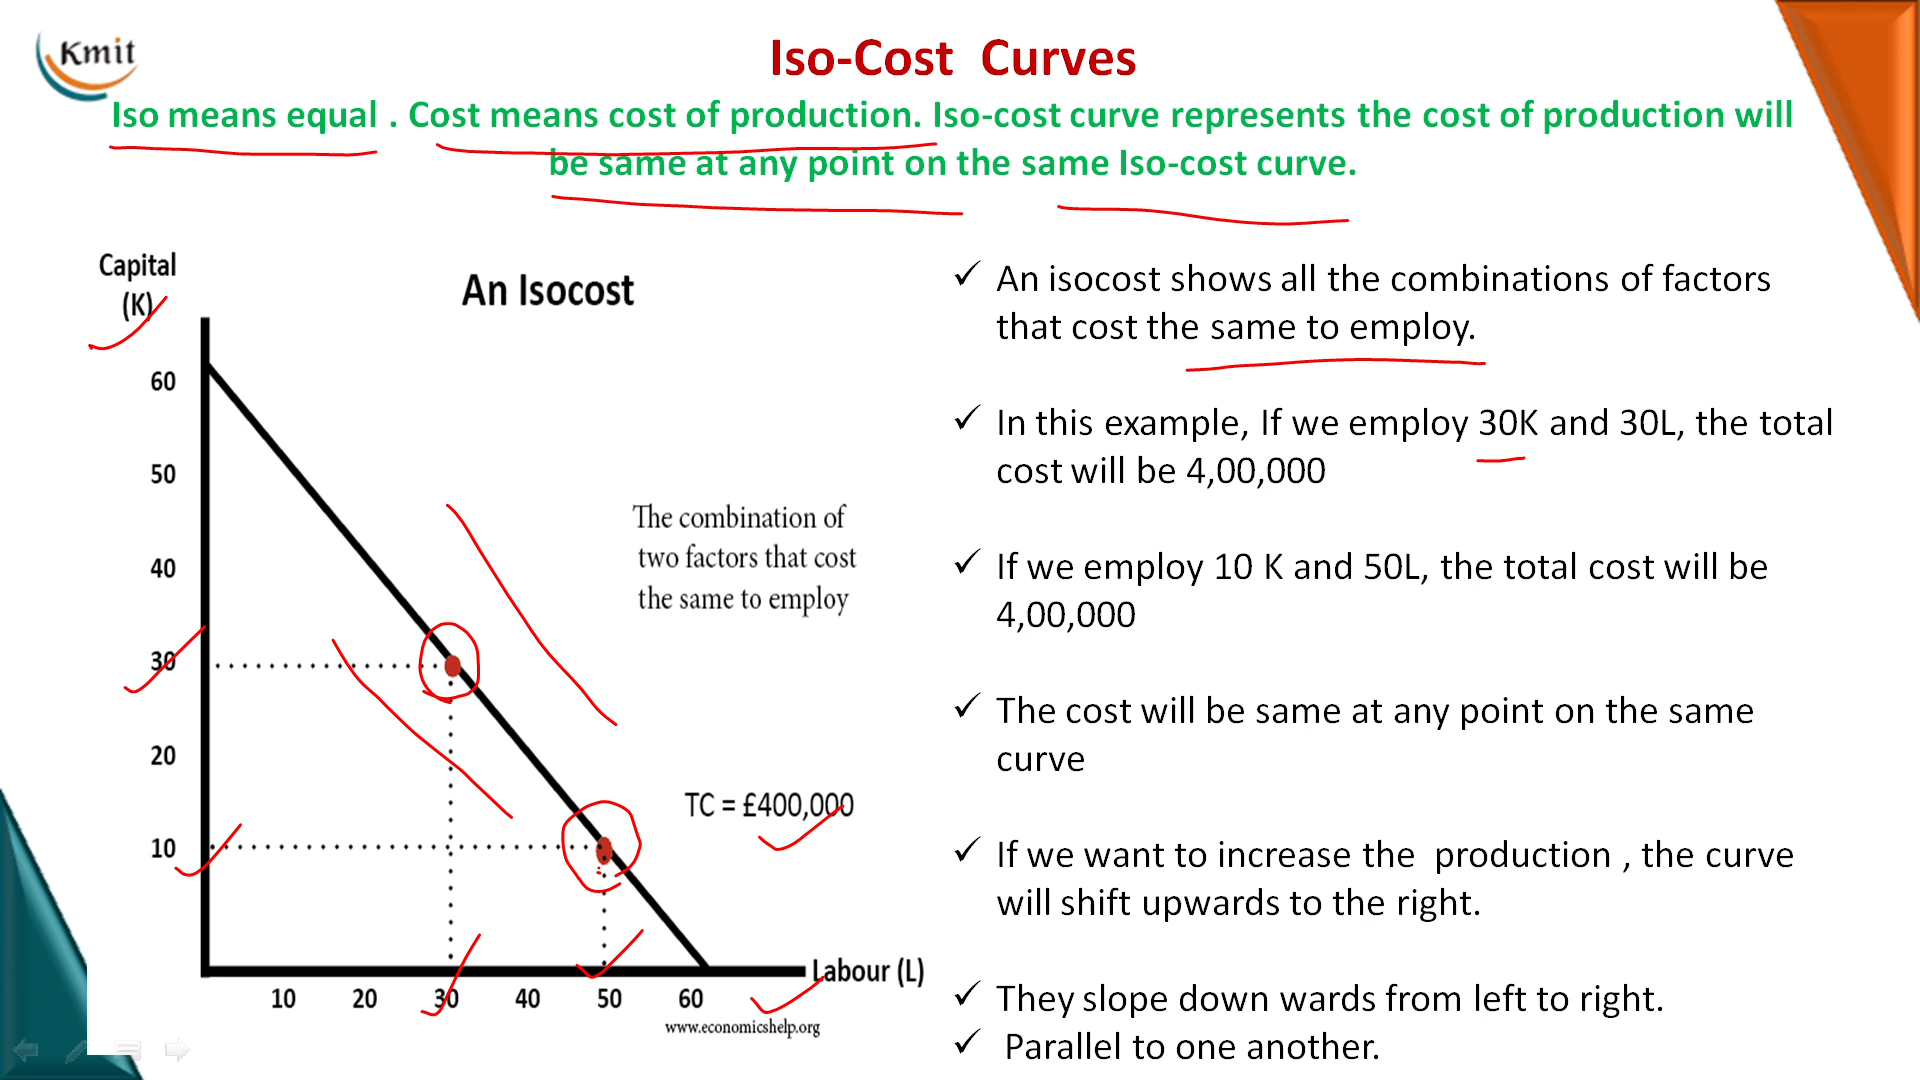 Kmit
Iso-Cost Curves
Iso means equal . Cost means cost of production. Iso-cost curve represents the cost of production will
be same at any point on the same Iso-cost curve.
Capital
(K)
An Isocost
60
50
40
30
20
10
The combination of
two factors that cost
the same to employ
TC = £400,000
Labour (L)
10 20 30 40 50 60
www.economicshelp.org
✓ An isocost shows all the combinations of factors
that cost the same to employ.
✓ In this example, If we employ 30K and 30L, the total
cost will be 4,00,000
✓ If we employ 10 K and 50L, the total cost will be
4,00,000
✓ The cost will be same at any point on the same
curve
✓ If we want to increase the production , the curve
will shift upwards to the right.
✓ They slope down wards from left to right.
✓ Parallel to one another.